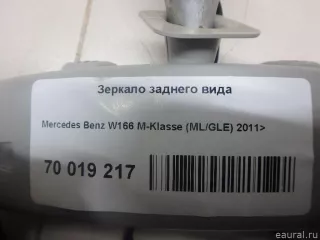 Зеркало заднего вида
Mercedes Benz W166 M-Klasse (ML/GLE) 2011>
70 019 217
eaural.ru